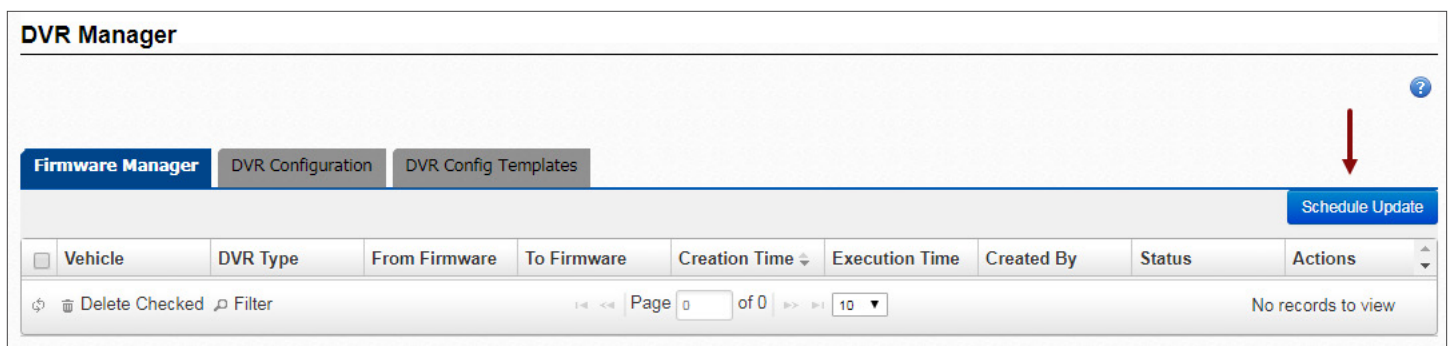 DVR Manager
?
Firmware Manager DVR Configuration DVR Config Templates
Schedule Update
Vehicle DVR Type From Firmware To Firmware Creation Time Execution Time Created By Status Actions
Delete Checked Filter Page 0 of 0 10 No records to view